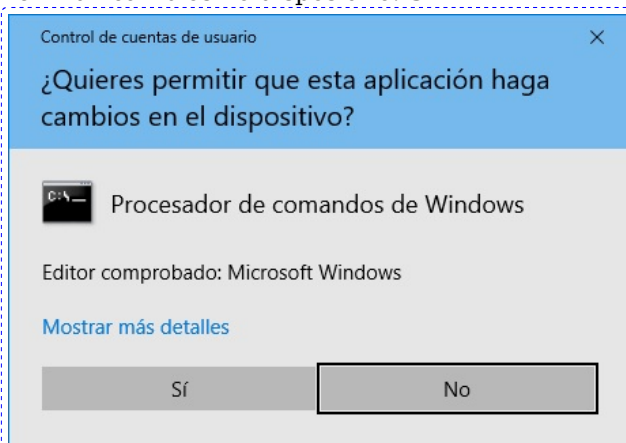 Control de cuentas de usuario
¿Quieres permitir que esta aplicación haga
cambios en el dispositivo?
C:\_
Procesador de comandos de Windows
Editor comprobado: Microsoft Windows
Mostrar más detalles
Sí
No